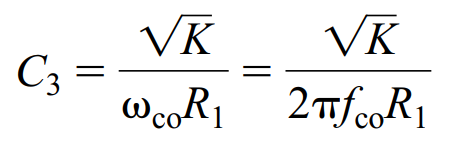 C₃ = √K / ω_co R₁ = √K / 2πf_co R₁